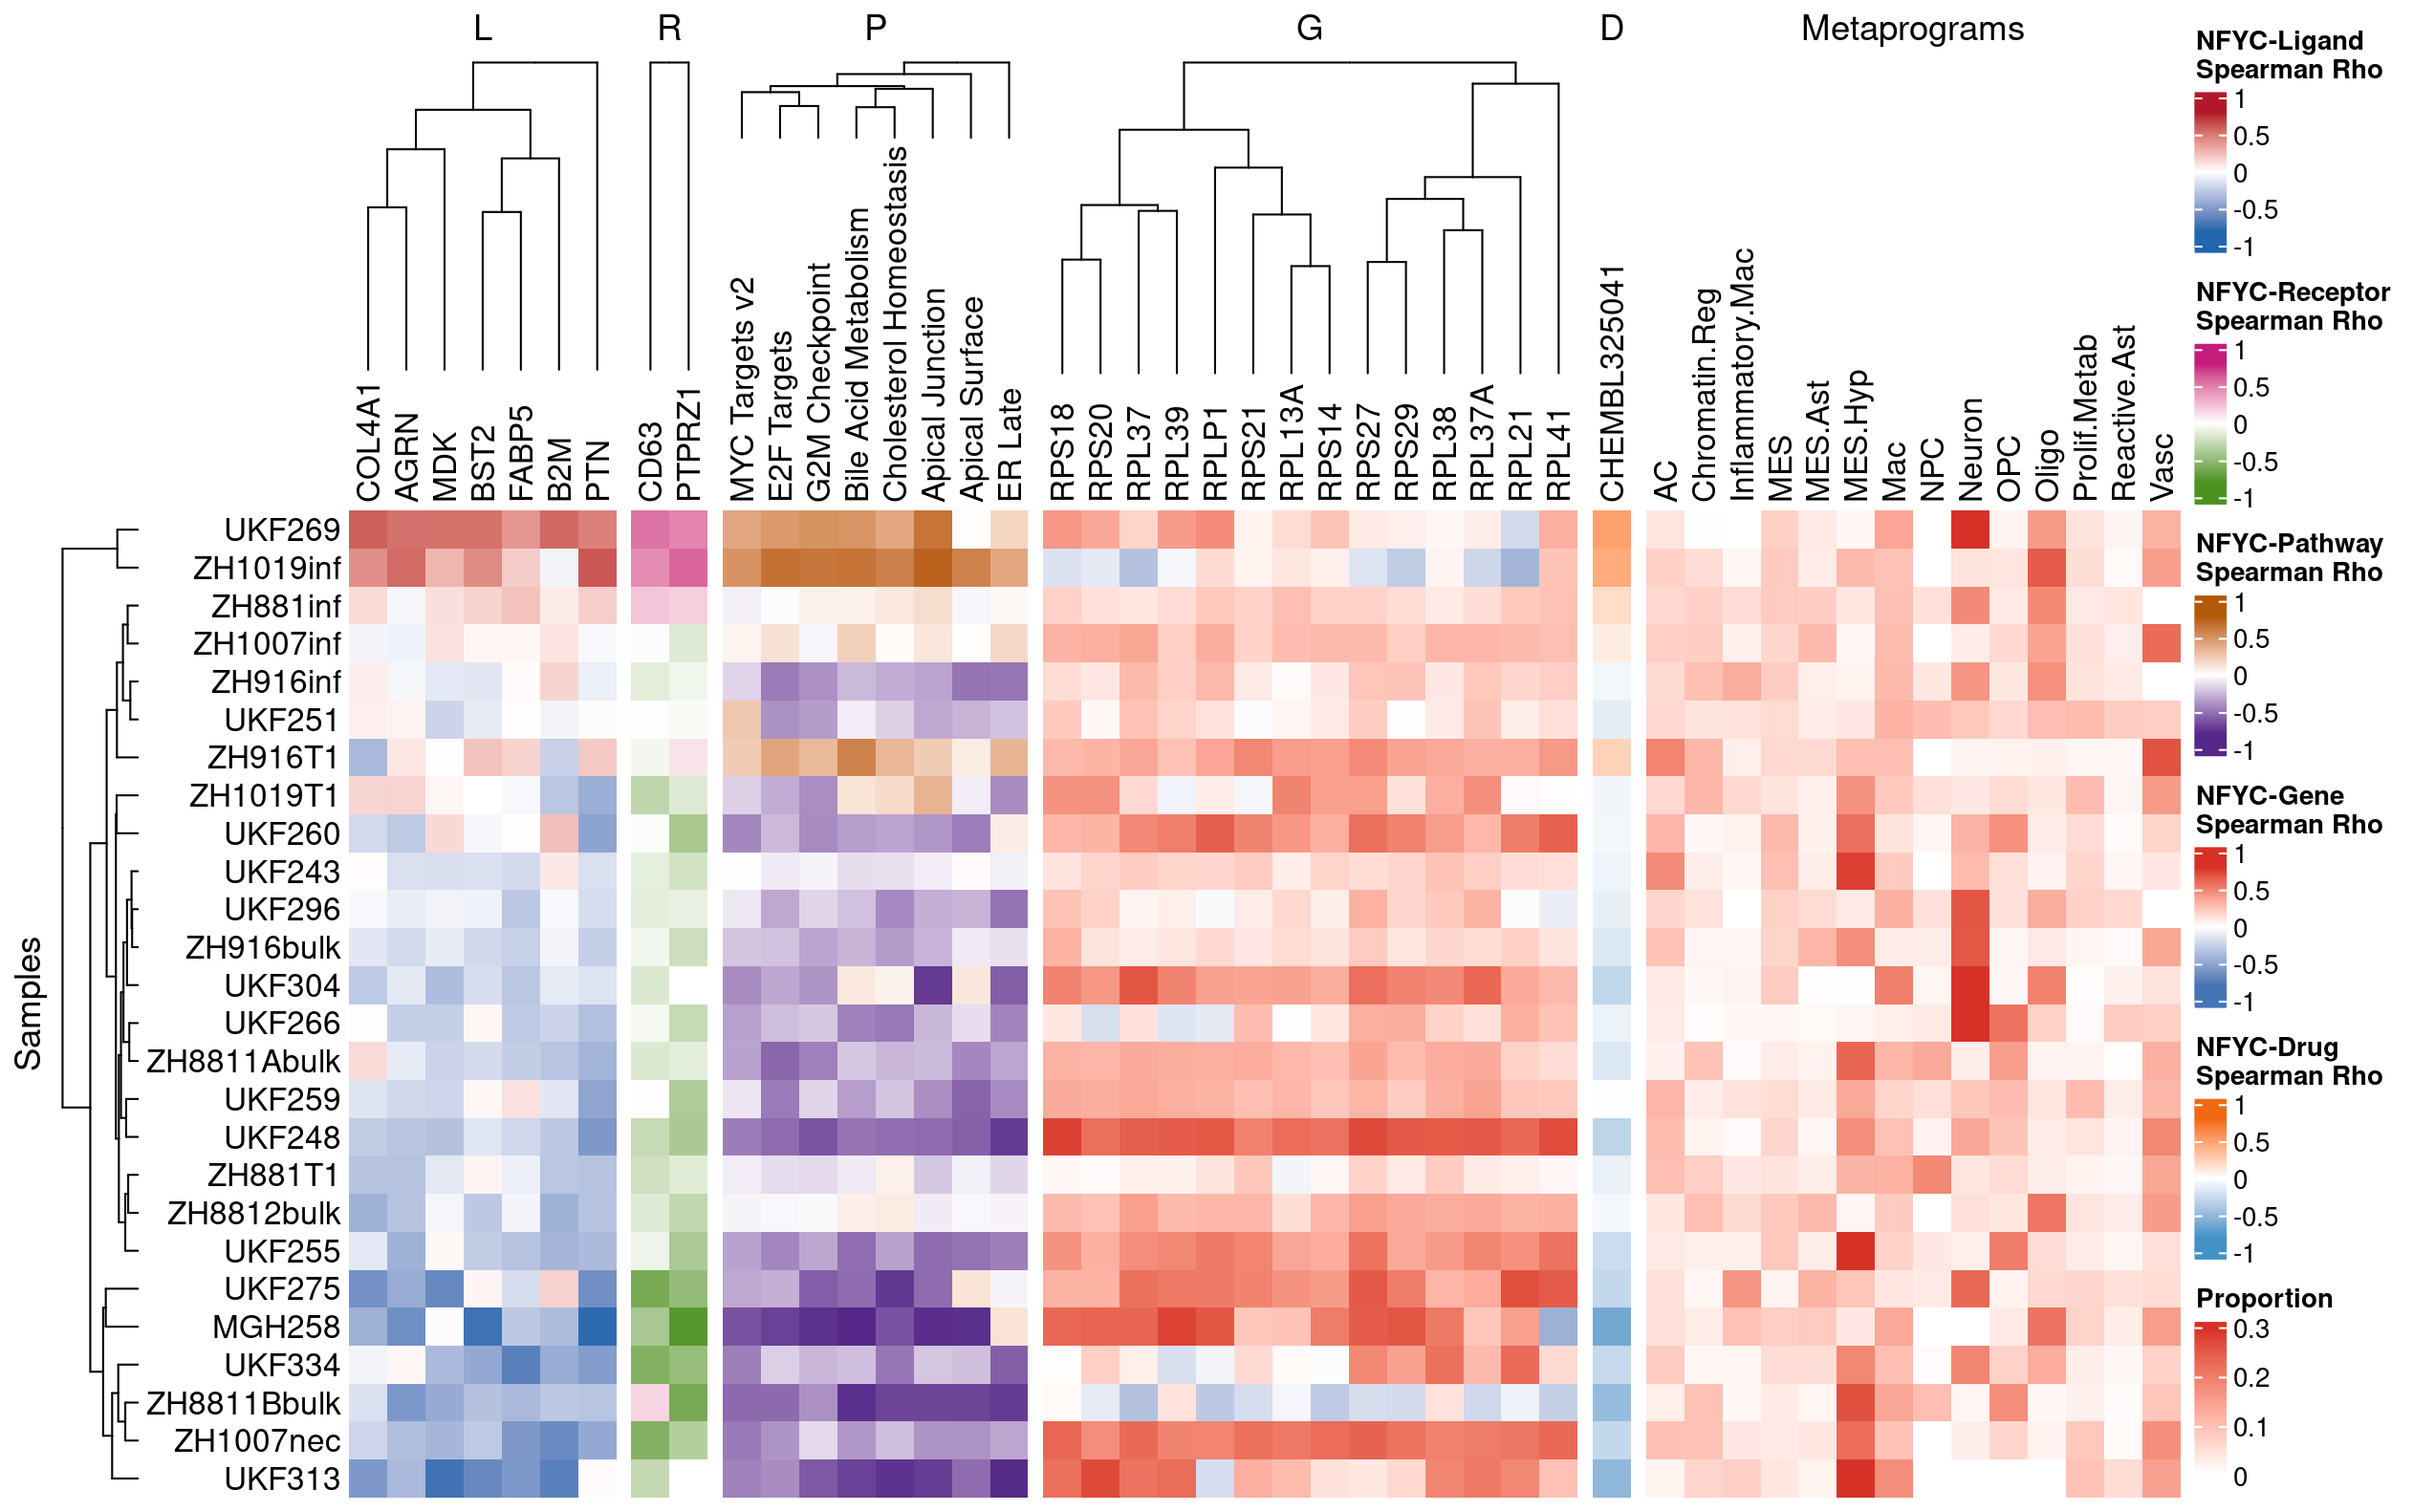 L R P G D Metaprograms
COL4A1
AGRN
MDK
BST2
FABP5
B2M
PTN
CD63
PTPRZ1
MYC Targets v2
E2F Targets
G2M Checkpoint
Bile Acid Metabolism
Cholesterol Homeostasis
Apical Junction
Apical Surface
ER Late
RPS18
RPS20
RPL37
RPL39
RPLP1
RPS21
RPL13A
RPS14
RPS27
RPS29
RPL38
RPL37A
RPL21
RPL41
CHEMBL325041
AC
Chromatin.Reg
Inflammatory.Mac
MES
MES.Ast
MES.Hyp
Mac
NPC
Neuron
OPC
Oligo
Prolif.Metab
Reactive.Ast
Vasc
Samples
UKF269
ZH1019inf
ZH881inf
ZH1007inf
ZH916inf
UKF251
ZH916T1
ZH1019T1
UKF260
UKF243
UKF296
ZH916bulk
UKF304
UKF266
ZH8811Abulk
UKF259
UKF248
ZH881T1
ZH8812bulk
UKF255
UKF275
MGH258
UKF334
ZH8811Bbulk
ZH1007nec
UKF313
NFYC-Ligand
Spearman Rho
1
0.5
0
-0.5
-1
NFYC-Receptor
Spearman Rho
1
0.5
0
-0.5
-1
NFYC-Pathway
Spearman Rho
1
0.5
0
-0.5
-1
NFYC-Gene
Spearman Rho
1
0.5
0
-0.5
-1
NFYC-Drug
Spearman Rho
1
0.5
0
-0.5
-1
Proportion
0.3
0.2
0.1
0